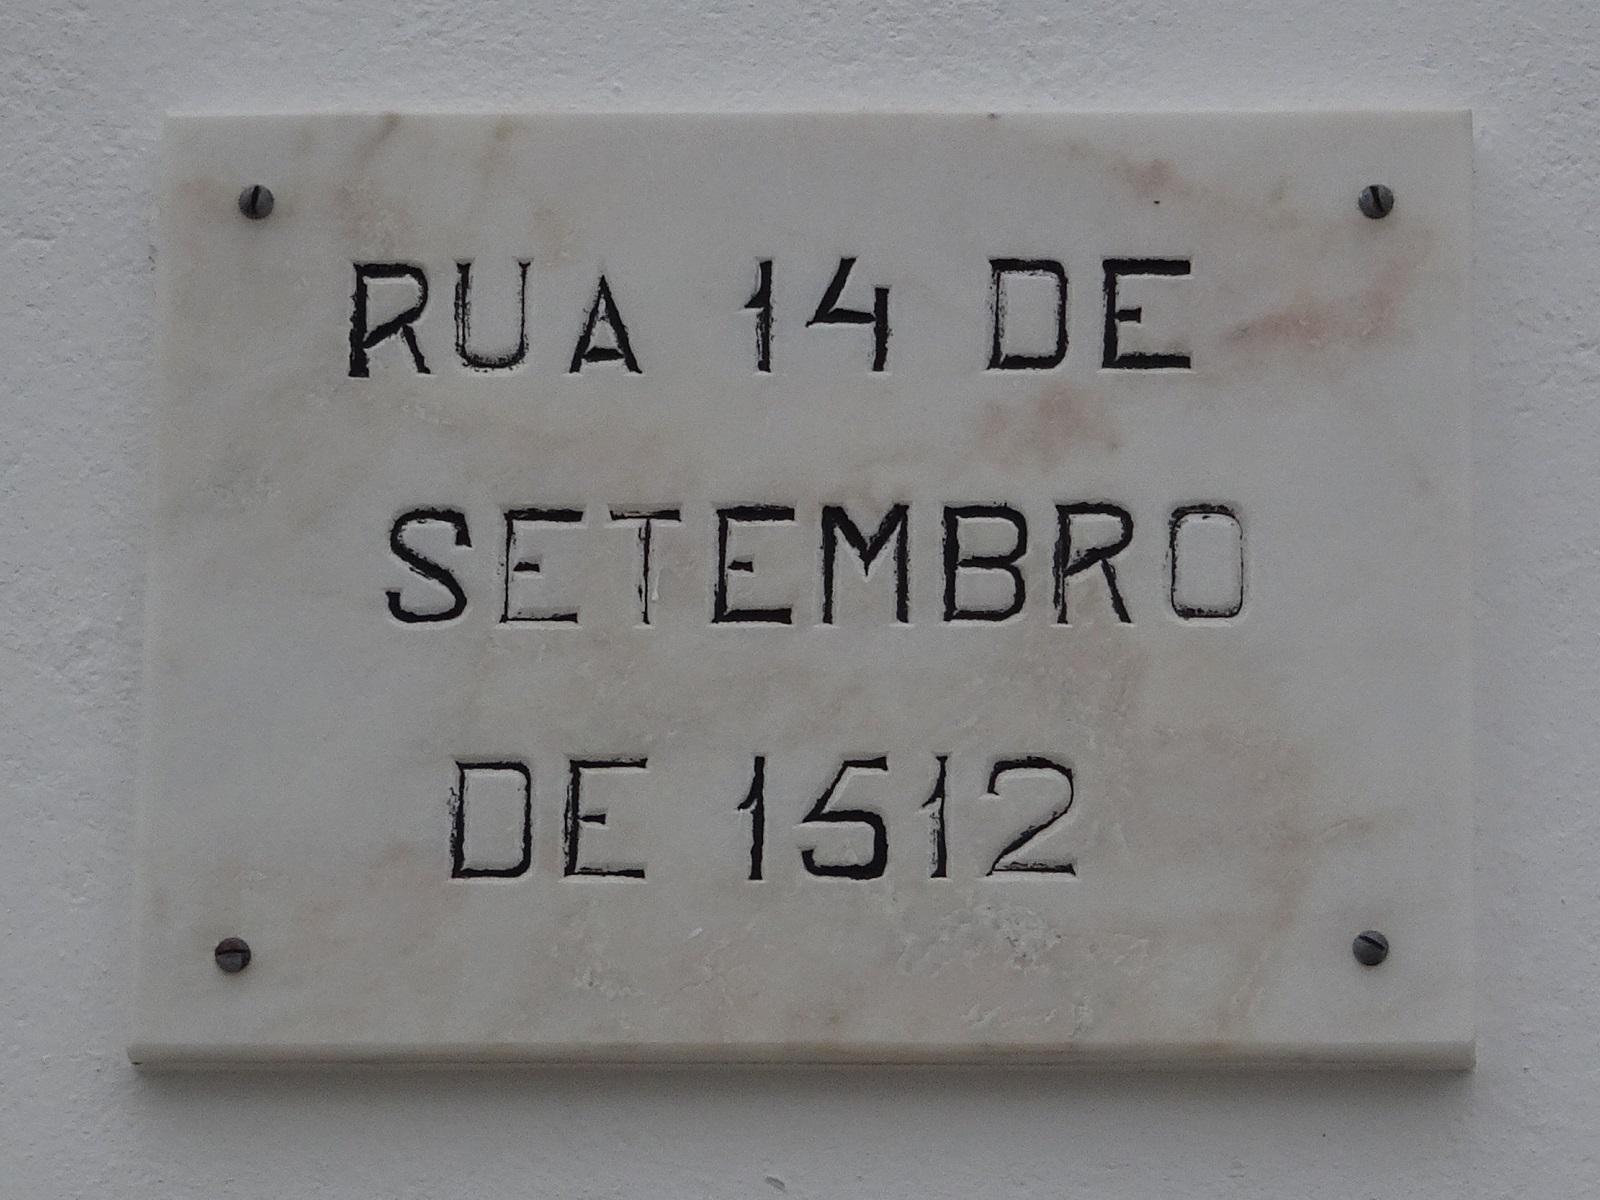 RUA 14 DE
SETEMBRO
DE 1512